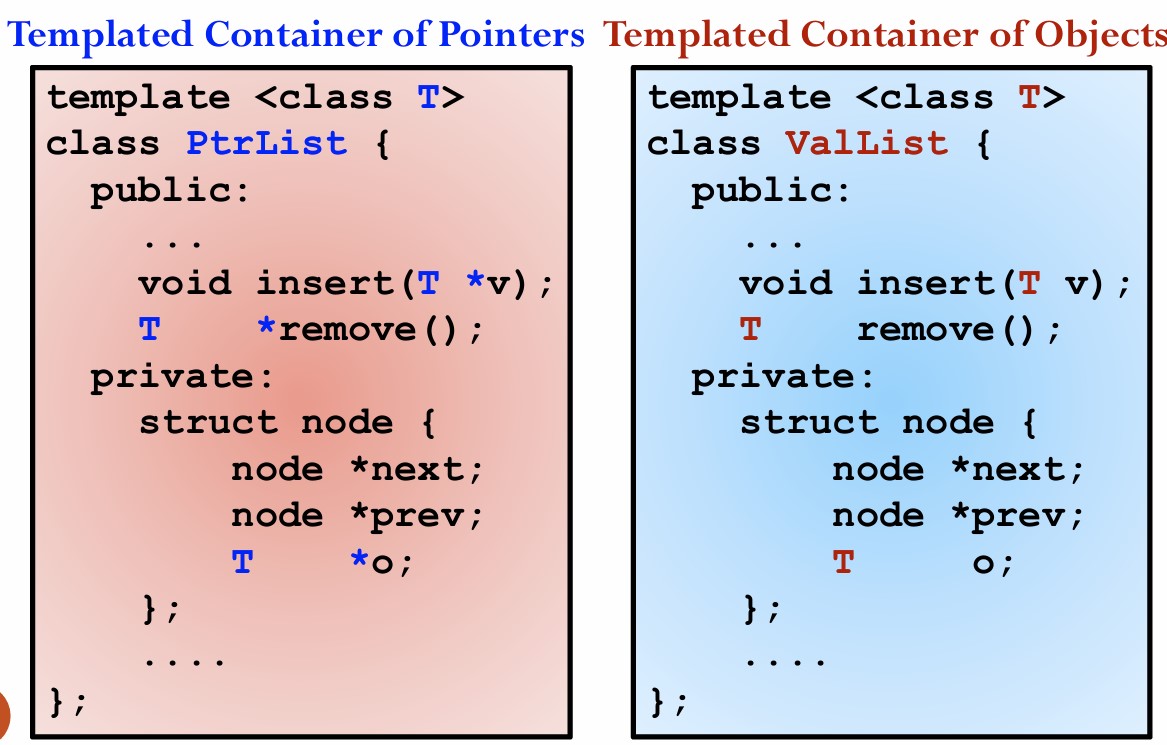 Templated Container of Pointers
template <class T>
class PtrList {
  public:
    ...
    void insert(T *v);
    T    *remove();
  private:
    struct node {
        node *next;
        node *prev;
        T    *o;
    };
    ....
};
Templated Container of Objects
template <class T>
class ValList {
  public:
    ...
    void insert(T v);
    T    remove();
  private:
    struct node {
        node *next;
        node *prev;
        T     o;
    };
    ....
};